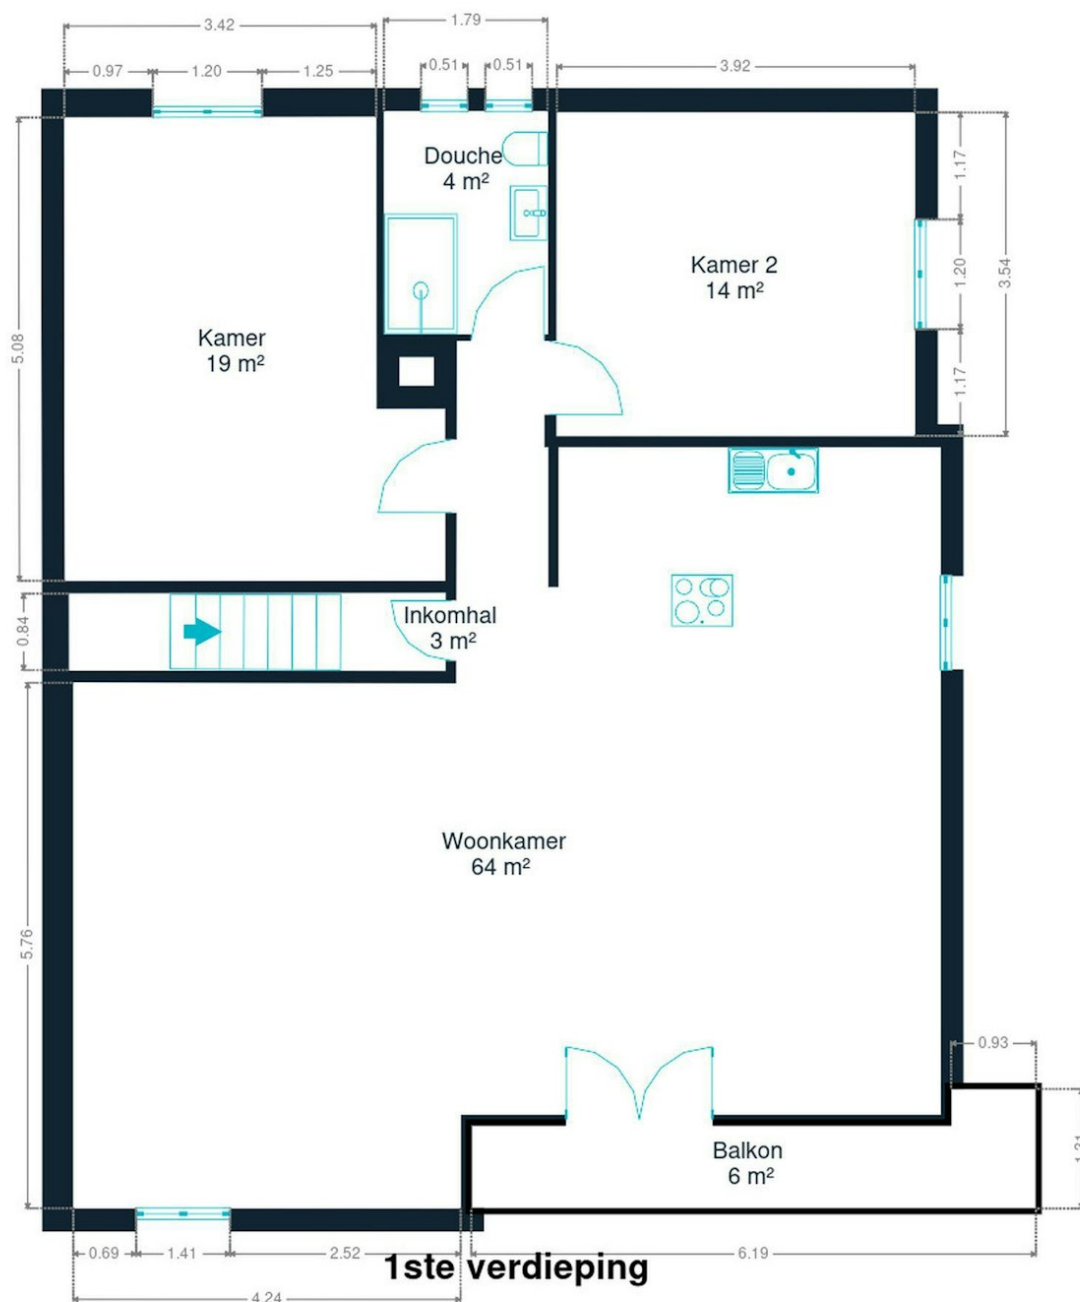 3.42
1.79
0.97
1.20
1.25
0.51
0.51
3.92
Douche
4 m²
1.17
Kamer 2
14 m²
1.20
3.54
Kamer
19 m²
5.08
1.17
Inkomhal
3 m²
0.84
Woonkamer
64 m²
5.76
0.93
Balkon
6 m²
0.69
1.41
2.52
6.19
1ste verdieping
4.24